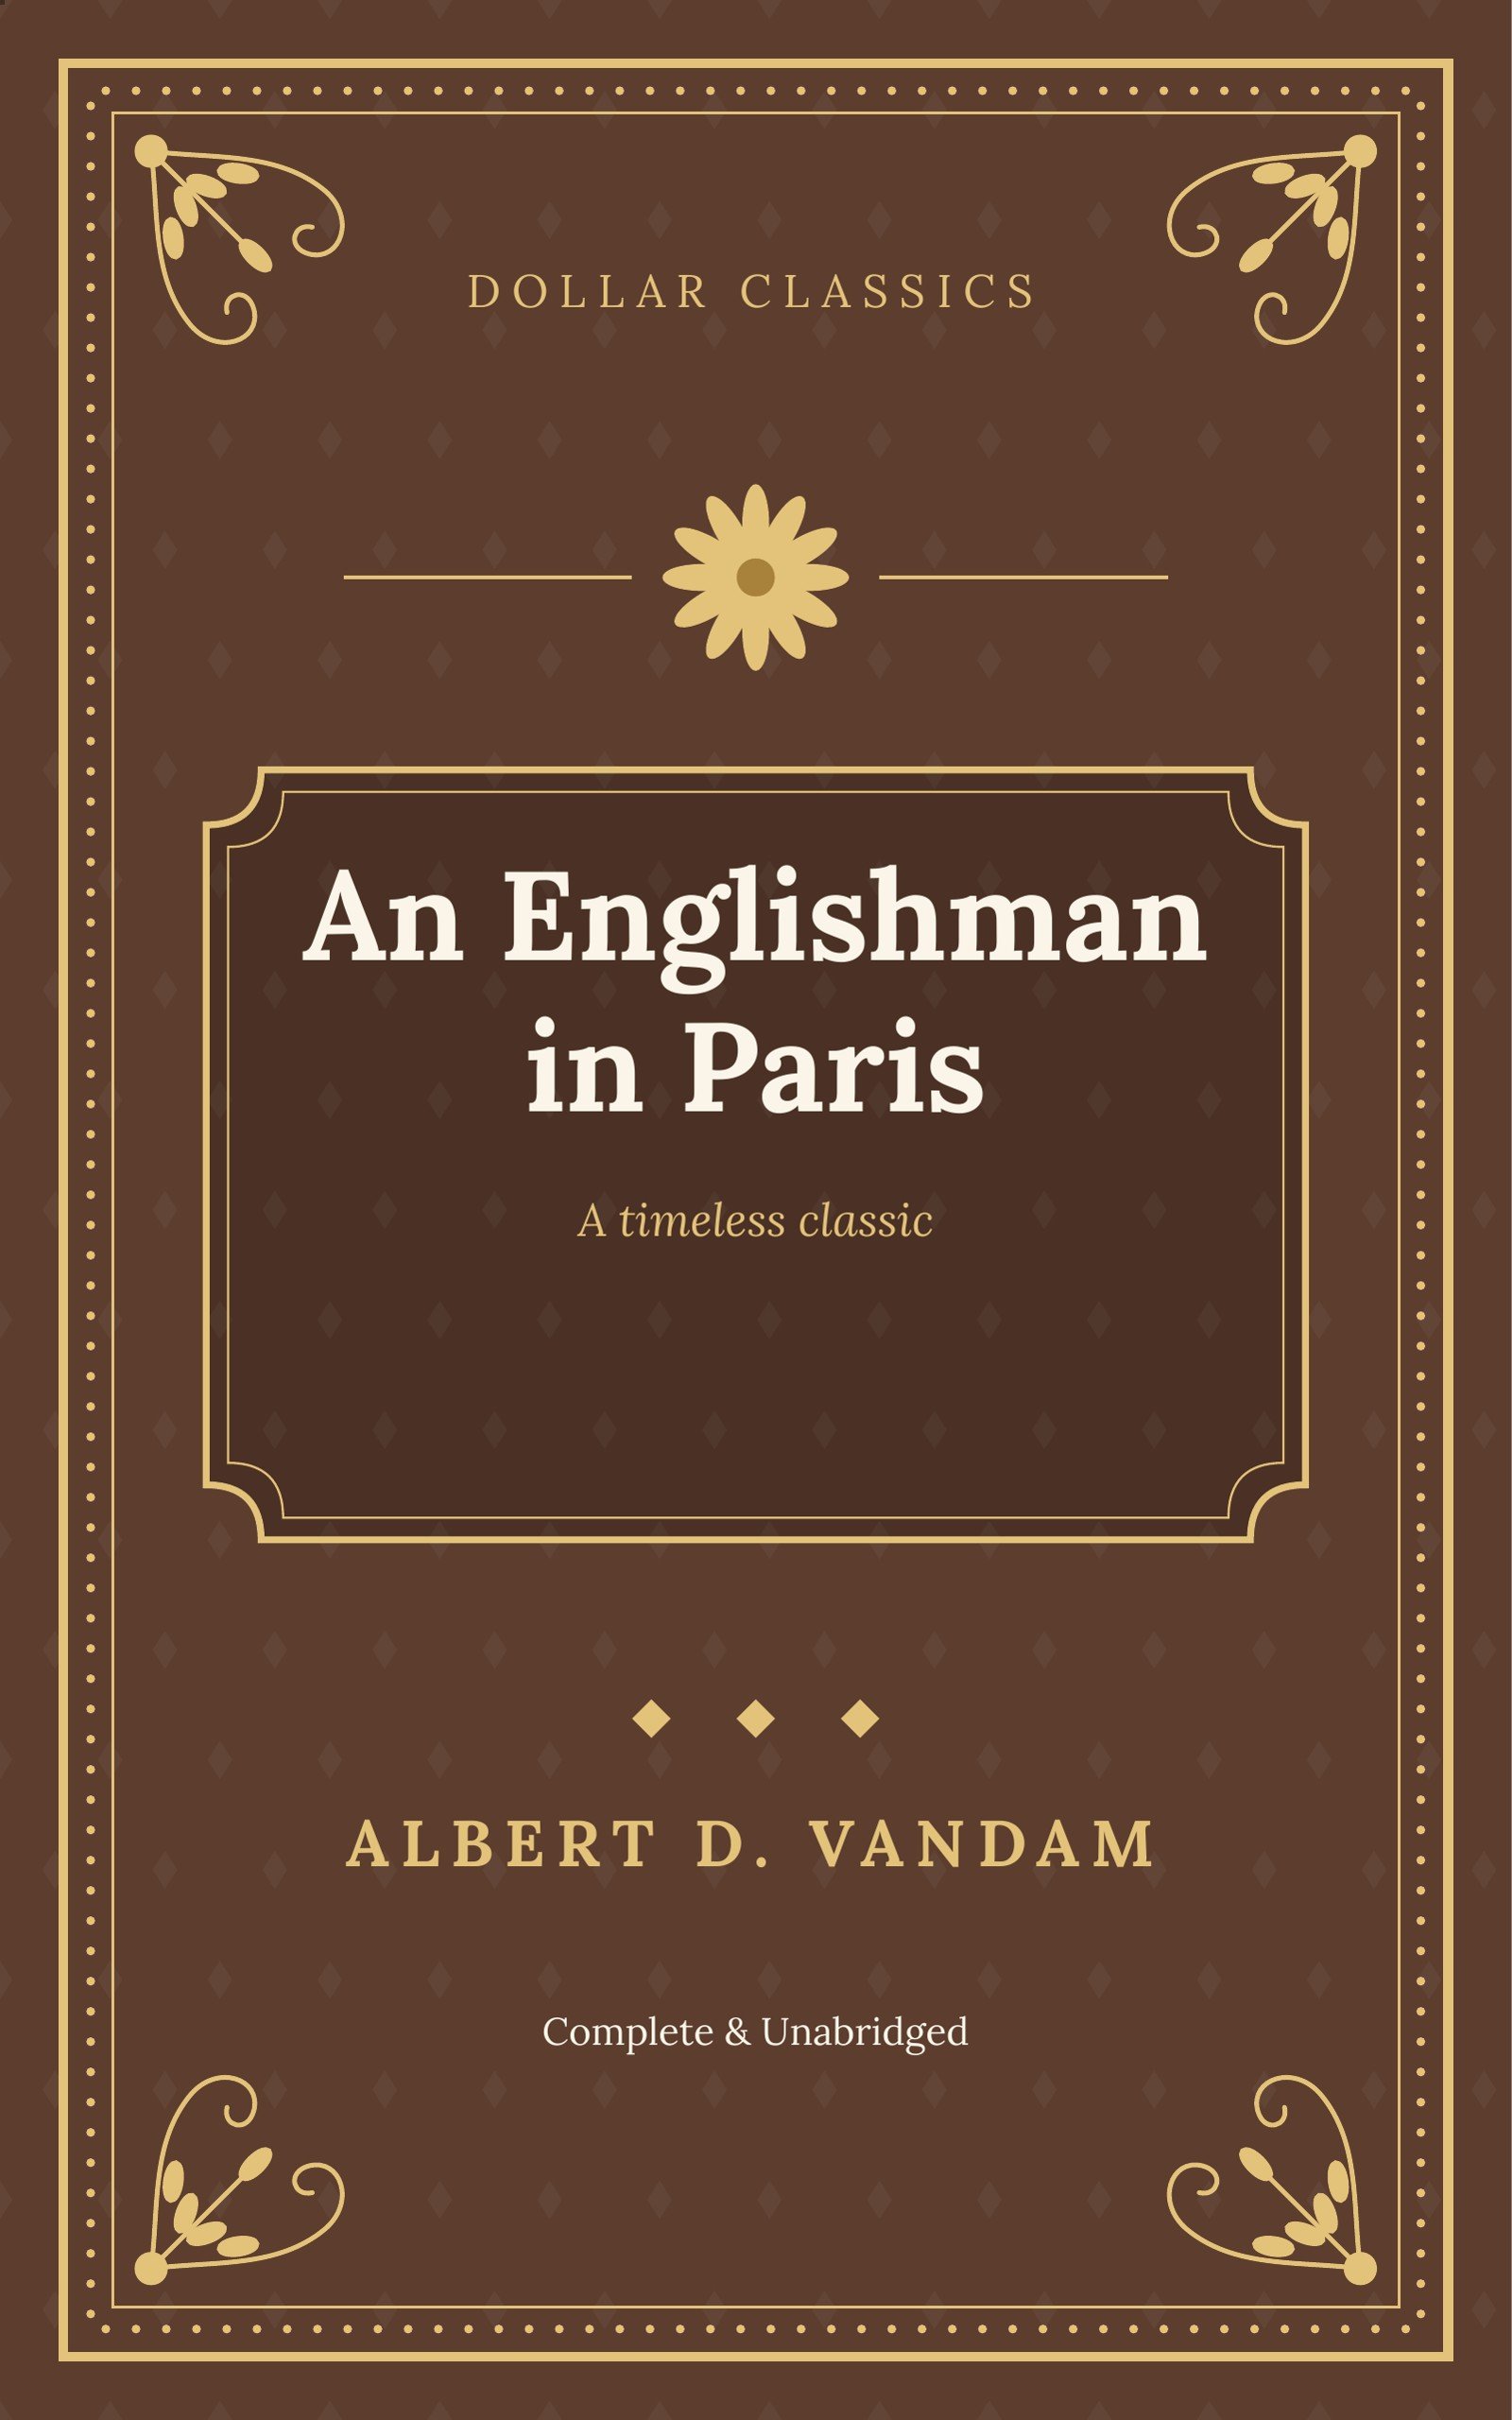 DOLLAR CLASSICS
An Englishman
in Paris
A timeless classic
ALBERT D. VANDAM
Complete & Unabridged